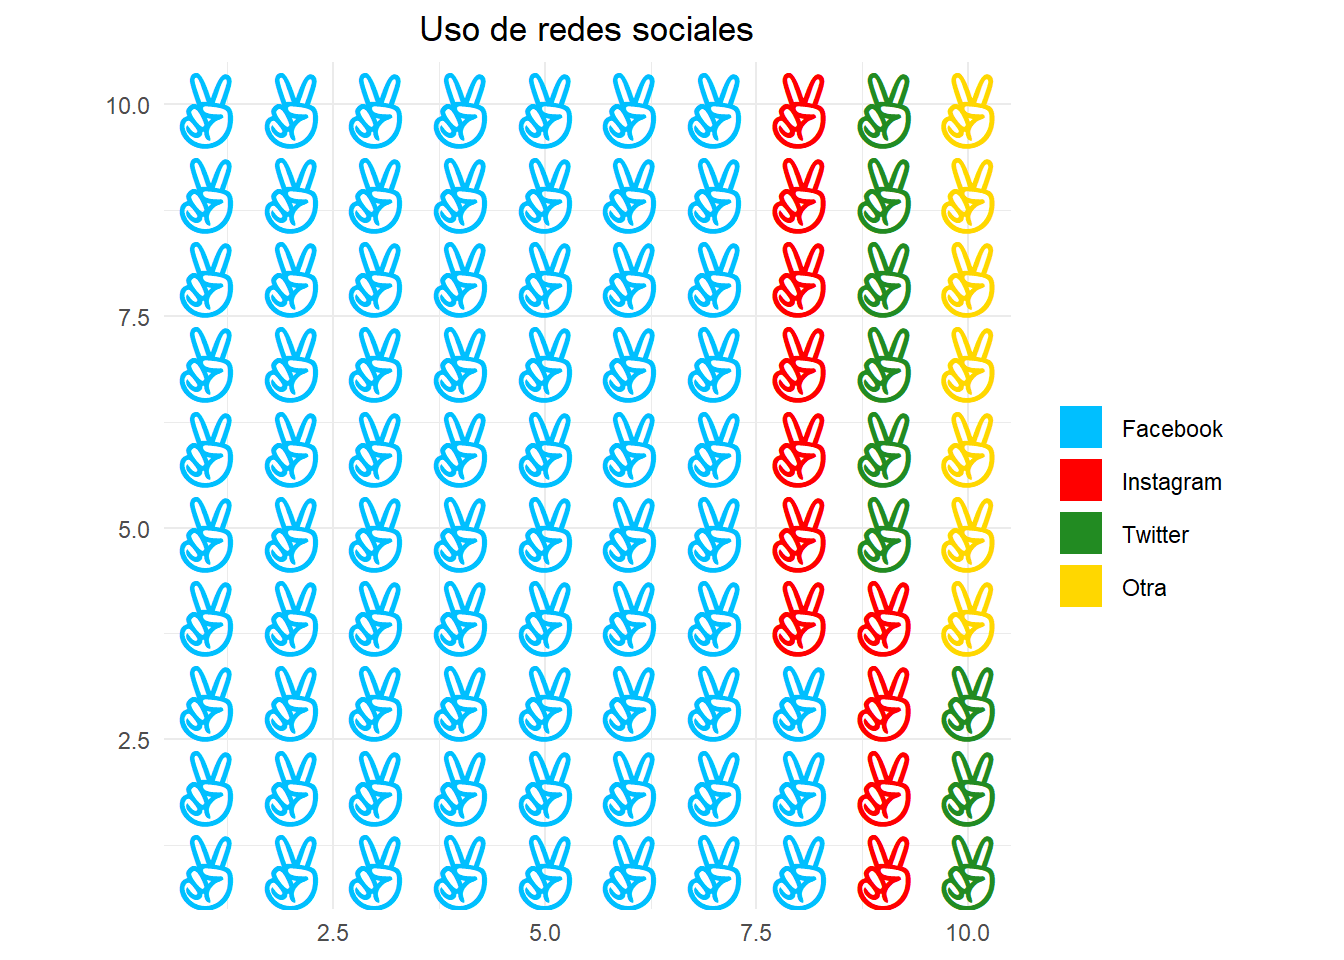 Uso de redes sociales
10.0
7.5
5.0
2.5
2.5 5.0 7.5 10.0
Facebook
Instagram
Twitter
Otra